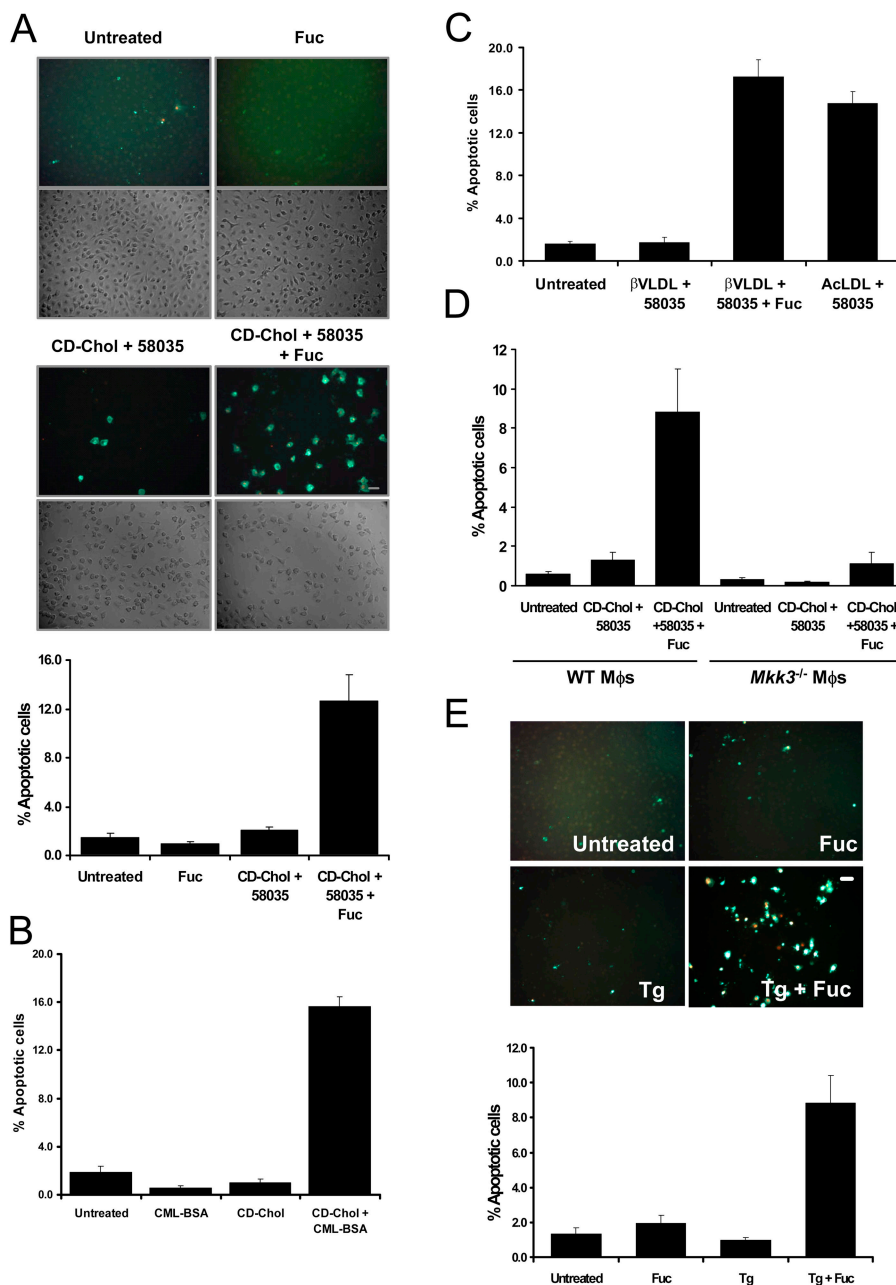 A
Untreated
Fuc
CD-Chol + 58035
CD-Chol + 58035
+ Fuc
% Apoptotic cells
16.0
12.0
8.0
4.0
0.0
Untreated
Fuc
CD-Chol +
58035
CD-Chol +
58035 +
Fuc
B
% Apoptotic cells
20.0
16.0
12.0
8.0
4.0
0.0
Untreated
CML-BSA
CD-Chol
CD-Chol +
CML-BSA
C
% Apoptotic cells
20.0
16.0
12.0
8.0
4.0
0.0
Untreated
βVLDL +
58035
βVLDL +
58035 + Fuc
AcLDL +
58035
D
% Apoptotic cells
12
10
8
6
4
2
0
Untreated
CD-Chol +
58035
CD-Chol
+58035 +
Fuc
Untreated
CD-Chol +
58035
CD-Chol
+58035 +
Fuc
WT Mϕs
Mkk3-/- Mϕs
E
Untreated
Fuc
Tg
Tg + Fuc
% Apoptotic cells
12.0
10.0
8.0
6.0
4.0
2.0
0.0
Untreated
Fuc
Tg
Tg + Fuc